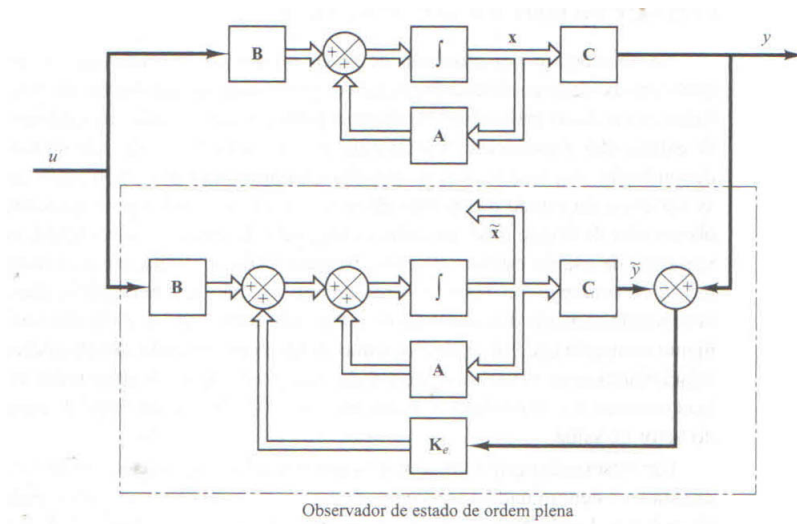 x
y
B
+
+
∫
C
A
u
x̃
B
+
+
+
+
∫
C
ỹ
-
+
A
Kₑ
Observador de estado de ordem plena